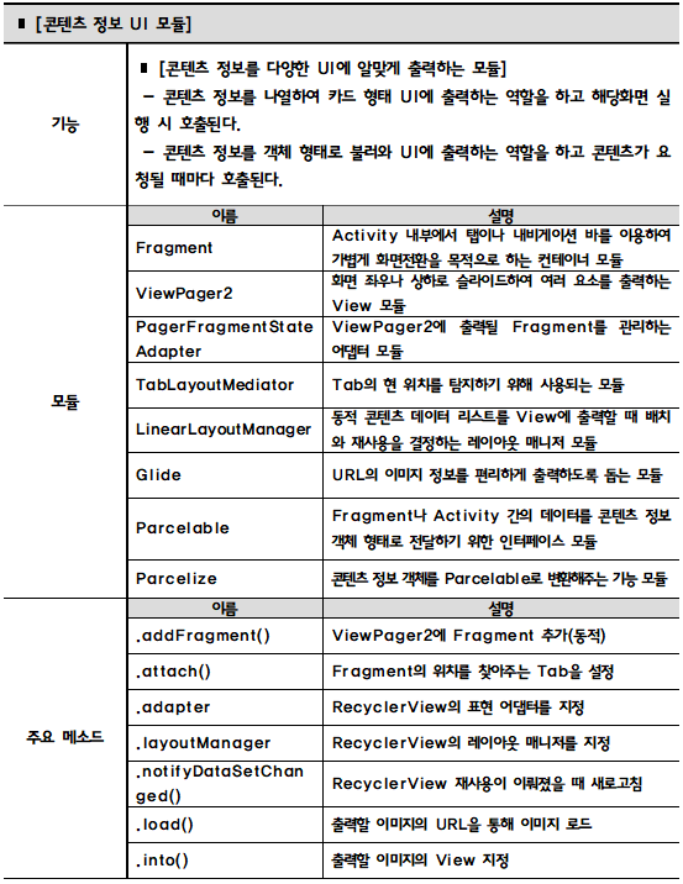 ■ [콘텐츠 정보 UI 모듈]
기능
■ [콘텐츠 정보를 다양한 UI에 알맞게 출력하는 모듈]
– 콘텐츠 정보를 나열하여 카드 형태 UI에 출력하는 역할을 하고 해당화면 실
행 시 호출된다.
– 콘텐츠 정보를 객체 형태로 불러와 UI에 출력하는 역할을 하고 콘텐츠가 요
청될 때마다 호출된다.
모듈
이름 설명
Fragment
Activity 내부에서 탭이나 내비게이션 바를 이용하여
가볍게 화면전환을 목적으로 하는 컨테이너 모듈
ViewPager2
화면 좌우나 상하로 슬라이드하여 여러 요소를 출력하는
View 모듈
PagerFragmentState
Adapter
ViewPager2에 출력될 Fragment를 관리하는
어댑터 모듈
TabLayoutMediator Tab의 현 위치를 탐지하기 위해 사용되는 모듈
LinearLayoutManager
동적 콘텐츠 데이터 리스트를 View에 출력할 때 배치
와 재사용을 결정하는 레이아웃 매니저 모듈
Glide URL의 이미지 정보를 편리하게 출력하도록 돕는 모듈
Parcelable
Fragment나 Activity 간의 데이터를 콘텐츠 정보
객체 형태로 전달하기 위한 인터페이스 모듈
Parcelize 콘텐츠 정보 객체를 Parcelable로 변환해주는 기능 모듈
주요 메소드
이름 설명
.addFragment() ViewPager2에 Fragment 추가(동적)
.attach() Fragment의 위치를 찾아주는 Tab을 설정
.adapter RecyclerView의 표현 어댑터를 지정
.layoutManager RecyclerView의 레이아웃 매니저를 지정
.notifyDataSetChan
ged()
RecyclerView 재사용이 이뤄졌을 때 새로고침
.load() 출력할 이미지의 URL을 통해 이미지 로드
.into() 출력할 이미지의 View 지정